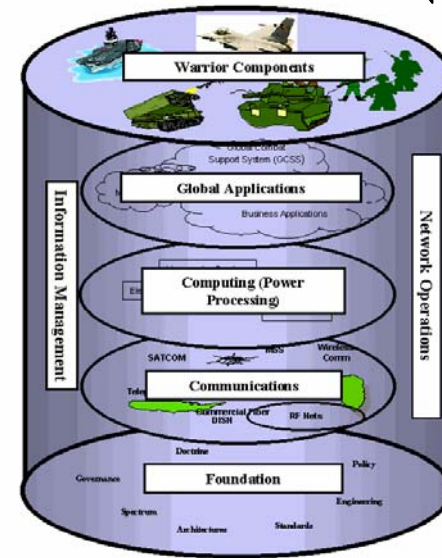 Warrior Components
Global Combat
Support System (GCSS)
Global Applications
Business Applications
Information Management
Network Operations
Computing (Power
Processing)
SATCOM
MSS
Wireless
Comm
Communications
Commercial Fiber
DISN
RF Nets
Doctrine
Policy
Governance
Foundation
Engineering
Spectrum
Standards
Architectures